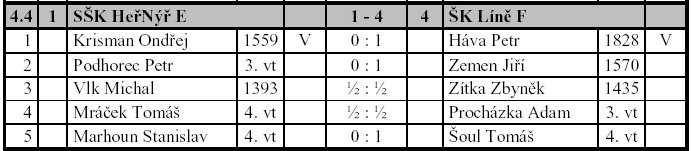 4.4 1 SŠK HeřNýř E 1 - 4 4 ŠK Líně F
1 Krisman Ondřej 1559 V 0 : 1 Háva Petr 1828 V
2 Podhorec Petr 3. vt 0 : 1 Zemen Jiří 1570
3 Vlk Michal 1393 ½ : ½ Zítka Zbyněk 1435
4 Mráček Tomáš 4. vt ½ : ½ Procházka Adam 3. vt
5 Marhoun Stanislav 4. vt 0 : 1 Šoul Tomáš 4. vt